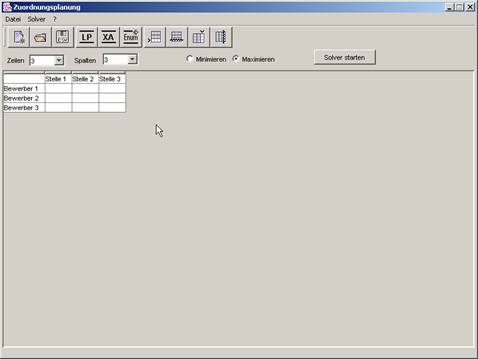 Zuordnungsplanung
Datei Solver ?
LP XA Enum
Zeilen 3 Spalten 3 Minimieren Maximieren Solver starten
Stelle 1 Stelle 2 Stelle 3
Bewerber 1
Bewerber 2
Bewerber 3